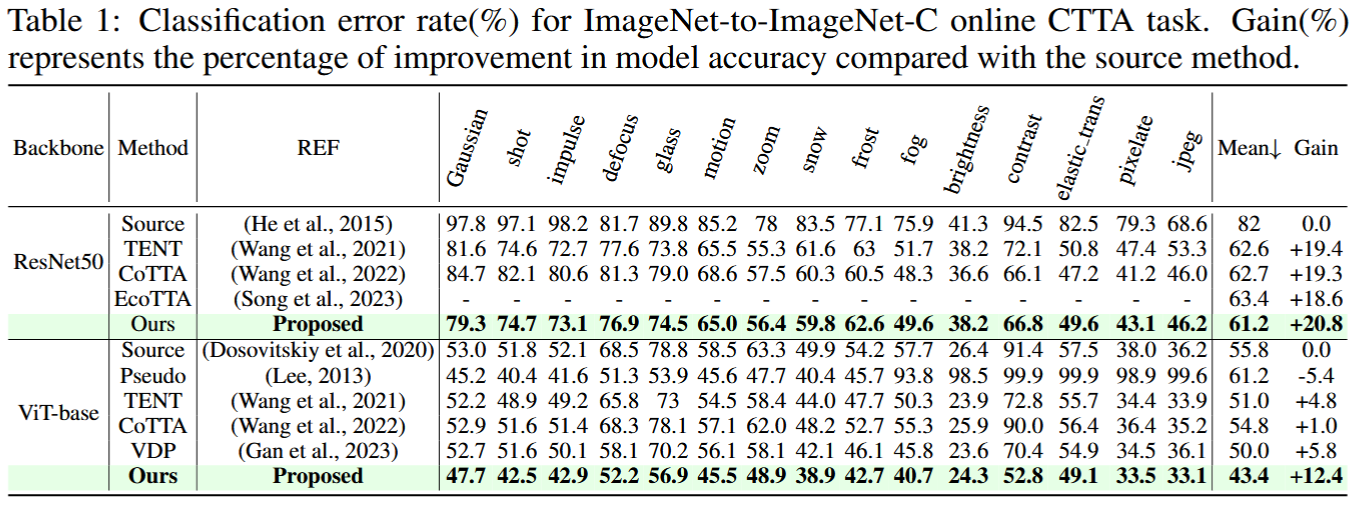 Table 1: Classification error rate(%) for ImageNet-to-ImageNet-C online CTTA task. Gain(%)
represents the percentage of improvement in model accuracy compared with the source method.
Backbone Method REF Gaussian shot impulse defocus glass motion zoom snow frost fog brightness contrast elastic_trans pixelate jpeg Mean↓ Gain
ResNet50
Source (He et al., 2015) 97.8 97.1 98.2 81.7 89.8 85.2 78 83.5 77.1 75.9 41.3 94.5 82.5 79.3 68.6 82 0.0
TENT (Wang et al., 2021) 81.6 74.6 72.7 77.6 73.8 65.5 55.3 61.6 63 51.7 38.2 72.1 50.8 47.4 53.3 62.6 +19.4
CoTTA (Wang et al., 2022) 84.7 82.1 80.6 81.3 79.0 68.6 57.5 60.3 60.5 48.3 36.6 66.1 47.2 41.2 46.0 62.7 +19.3
EcoTTA (Song et al., 2023) - - - - - - - - - - - - - - - 63.4 +18.6
Ours Proposed 79.3 74.7 73.1 76.9 74.5 65.0 56.4 59.8 62.6 49.6 38.2 66.8 49.6 43.1 46.2 61.2 +20.8
ViT-base
Source (Dosovitskiy et al., 2020) 53.0 51.8 52.1 68.5 78.8 58.5 63.3 49.9 54.2 57.7 26.4 91.4 57.5 38.0 36.2 55.8 0.0
Pseudo (Lee, 2013) 45.2 40.4 41.6 51.3 53.9 45.6 47.7 40.4 45.7 93.8 98.5 99.9 99.9 98.9 99.6 61.2 -5.4
TENT (Wang et al., 2021) 52.2 48.9 49.2 65.8 73 54.5 58.4 44.0 47.7 50.3 23.9 72.8 55.7 34.4 33.9 51.0 +4.8
CoTTA (Wang et al., 2022) 52.9 51.6 51.4 68.3 78.1 57.1 62.0 48.2 52.7 55.3 25.9 90.0 56.4 36.4 35.2 54.8 +1.0
VDP (Gan et al., 2023) 52.7 51.6 50.1 58.1 70.2 56.1 58.1 42.1 46.1 45.8 23.6 70.4 54.9 34.5 36.1 50.0 +5.8
Ours Proposed 47.7 42.5 42.9 52.2 56.9 45.5 48.9 38.9 42.7 40.7 24.3 52.8 49.1 33.5 33.1 43.4 +12.4